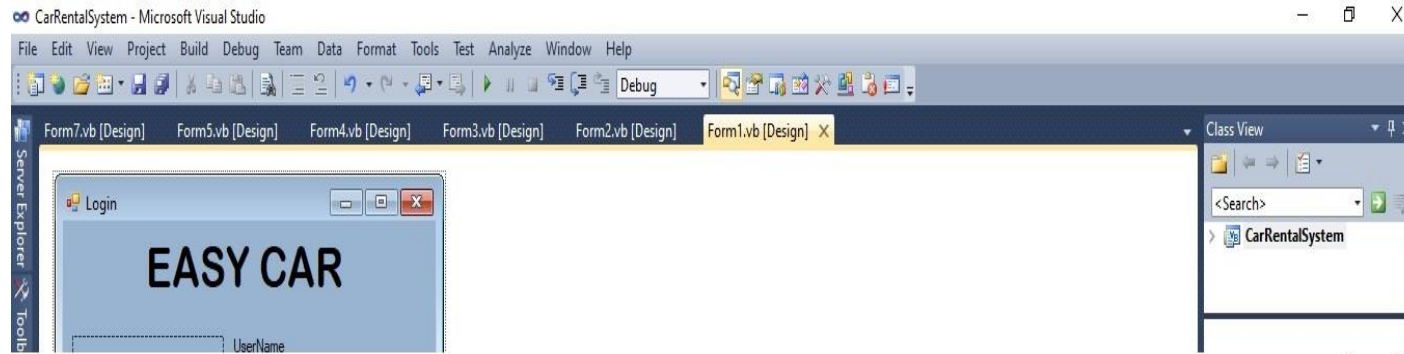 CarRentalSystem - Microsoft Visual Studio
File Edit View Project Build Debug Team Data Format Tools Test Analyze Window Help
Debug
Form7.vb [Design] Form5.vb [Design] Form4.vb [Design] Form3.vb [Design] Form2.vb [Design] Form1.vb [Design] X
Class View
Server Explorer
Login
<Search>
CarRentalSystem
EASY CAR
UserName